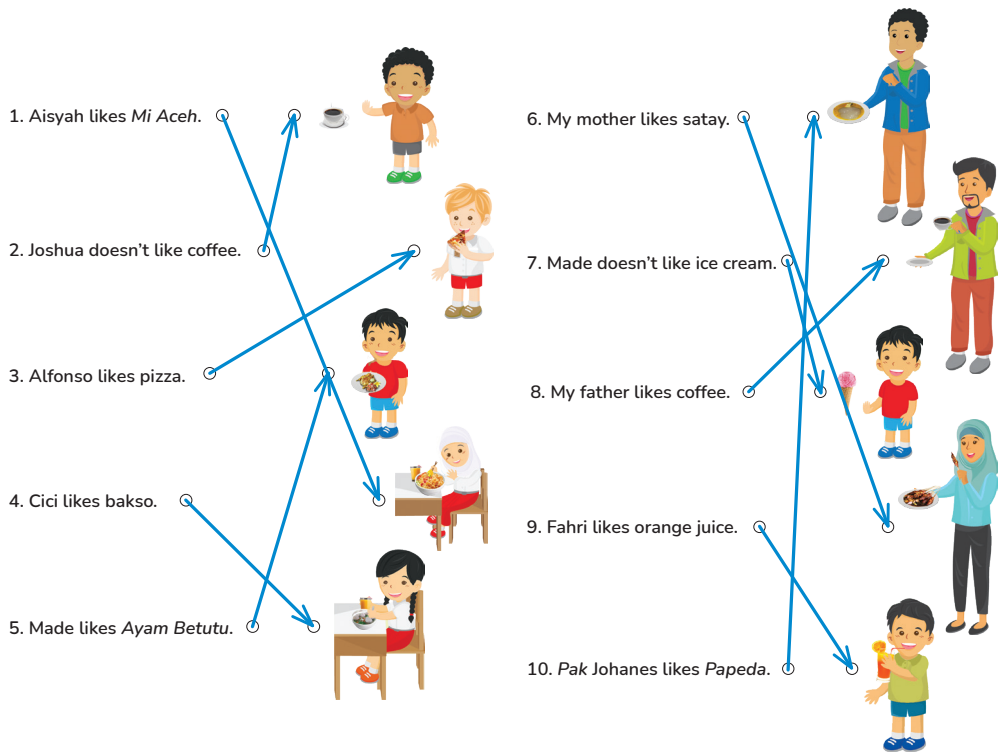 1. Aisyah likes Mi Aceh.
2. Joshua doesn’t like coffee.
3. Alfonso likes pizza.
4. Cici likes bakso.
5. Made likes Ayam Betutu.
6. My mother likes satay.
7. Made doesn’t like ice cream.
8. My father likes coffee.
9. Fahri likes orange juice.
10. Pak Johanes likes Papeda.